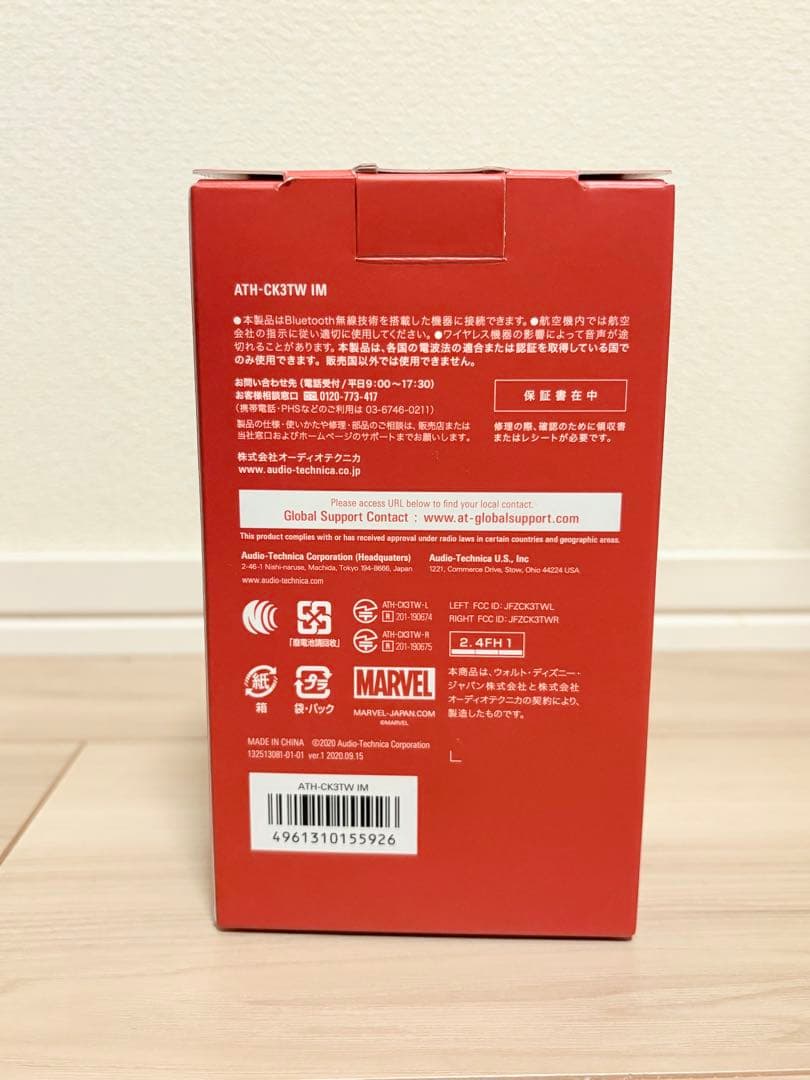 ATH-CK3TW IM
●本製品はBluetooth無線技術を搭載した機器に接続できます。●航空機内では航空
会社の指示に従い適切に使用してください。●ワイヤレス機器の影響によって音声が途
切れることがあります。本製品は、各国の電波法の適合または認証を取得している国で
のみ使用できます。販売国以外では使用できません。
お問い合わせ先（電話受付/平日9:00〜17:30）
お客様相談窓口 0120-773-417
（携帯電話・PHSなどのご利用は 03-6746-0211）
製品の仕様・使いかたや修理・部品のご相談は、販売店または
当社窓口およびホームページのサポートまでお願いします。
保証書在中
修理の際、確認のために領収書
またはレシートが必要です。
株式会社オーディオテクニカ
www.audio-technica.co.jp
Please access URL below to find your local contact.
Global Support Contact : www.at-globalsupport.com
This product complies with or has received approval under radio laws in certain countries and geographic areas.
Audio-Technica Corporation (Headquaters)
2-46-1 Nishi-naruse, Machida, Tokyo 194-8666, Japan
www.audio-technica.com
Audio-Technica U.S., Inc
1221, Commerce Drive, Stow, Ohio 44224 USA
「廢電池請回收」
ATH-CK3TW-L
R 201-190674
ATH-CK3TW-R
R 201-190675
LEFT FCC ID: JFZCK3TWL
RIGHT FCC ID: JFZCK3TWR
2.4FH1
紙
箱
プラ
袋・パック
MARVEL
MARVEL-JAPAN.COM
©MARVEL
本商品は、ウォルト・ディズニー・
ジャパン株式会社と株式会社
オーディオテクニカの契約により、
製造したものです。
MADE IN CHINA ©2020 Audio-Technica Corporation
132513081-01-01 ver.1 2020.09.15
ATH-CK3TW IM
4961310155926